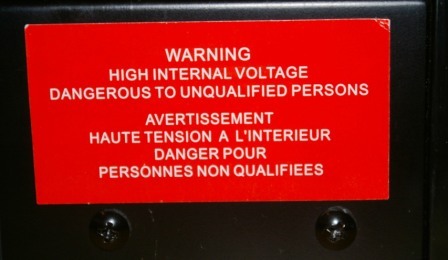 WARNING
HIGH INTERNAL VOLTAGE
DANGEROUS TO UNQUALIFIED PERSONS
AVERTISSEMENT
HAUTE TENSION A L'INTERIEUR
DANGER POUR
PERSONNES NON QUALIFIEES